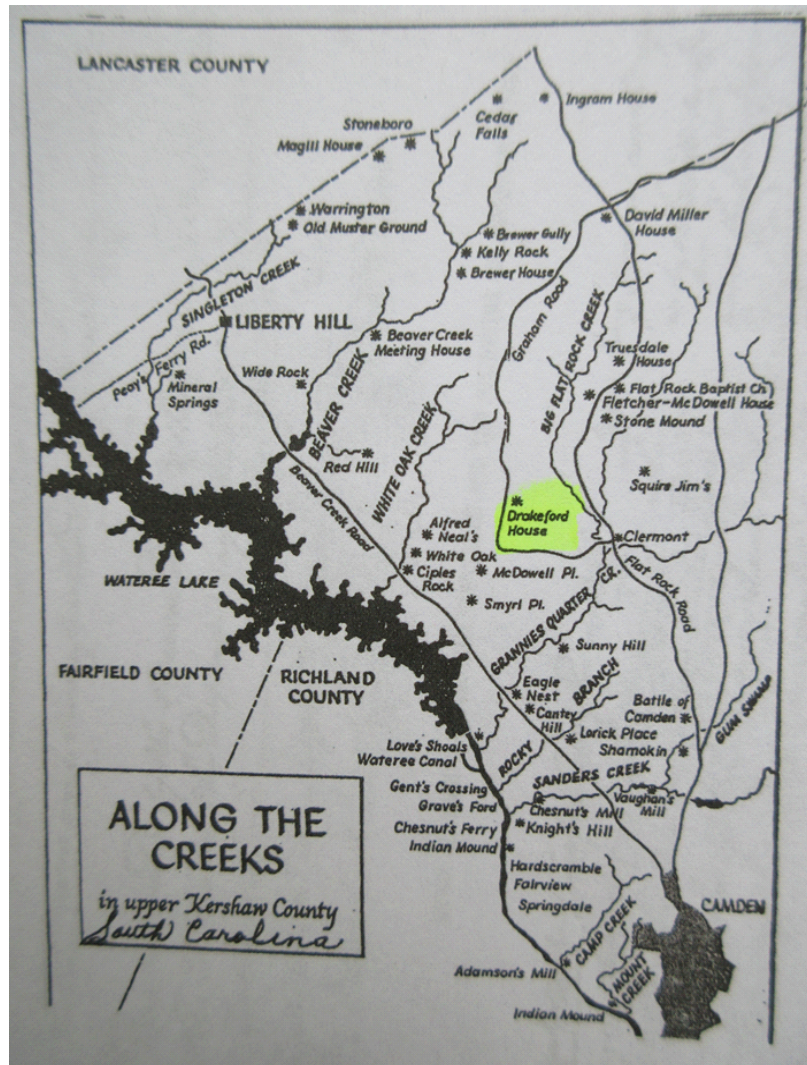 LANCASTER COUNTY
Ingram House
Cedar
Falls
Stoneboro
Magill House
Warrington
Old Muster Ground
David Miller
House
Brewer Gully
Kelly Rock
Brewer House
SINGLETON CREEK
LIBERTY HILL
Graham Road
BIG FLAT ROCK CREEK
Peay's Ferry Rd.
Mineral
Springs
Wide Rock
Beaver Creek
Meeting House
BEAVER CREEK
Truesdale
House
Flat Rock Baptist Ch.
Fletcher-McDowell House
Stone Mound
WHITE OAK CREEK
Red Hill
Beaver Creek Road
Squire Jim's
Drakeford
House
Alfred
Neal's
White Oak
Ciples
Rock
McDowell Pl.
Smyrl Pl.
Clermont
Flat Rock Road
WATEREE LAKE
GRANNIES QUARTER CR.
Sunny Hill
FAIRFIELD COUNTY
RICHLAND
COUNTY
Eagle
Nest
Cantey
Hill
ROCKY BRANCH
Lorick Place
Battle of
Camden
Shamokin
GUM SWAMP
Love's Shoals
Wateree Canal
SANDERS CREEK
Gent's Crossing
Grave's Ford
Chesnut's Mill
Vaughan's
Mill
Knight's Hill
Chesnut's Ferry
Indian Mound
Hardscramble
Fairview
Springdale
CAMDEN
CAMP CREEK
Adamson's Mill
MOUNT
CREEK
Indian Mound
ALONG THE
CREEKS
in upper Kershaw County
South Carolina